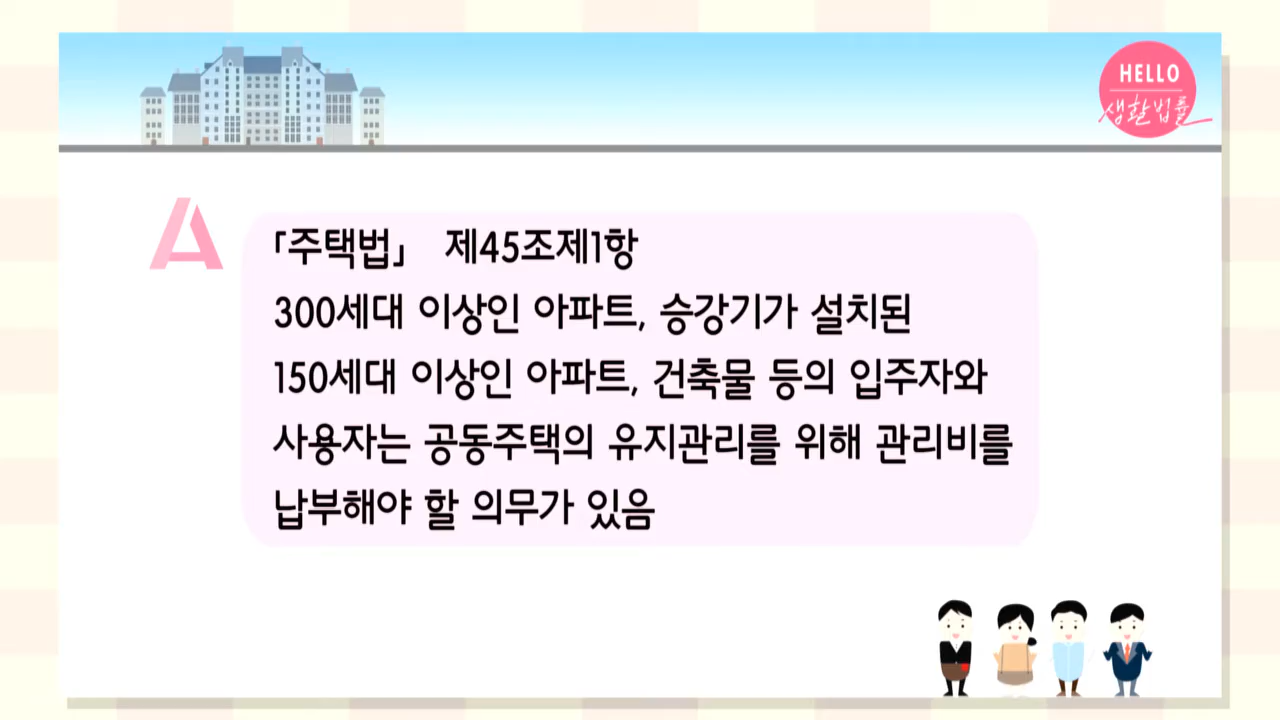 HELLO
생활법률
A
「주택법」 제45조제1항
300세대 이상인 아파트, 승강기가 설치된
150세대 이상인 아파트, 건축물 등의 입주자와
사용자는 공동주택의 유지관리를 위해 관리비를
납부해야 할 의무가 있음